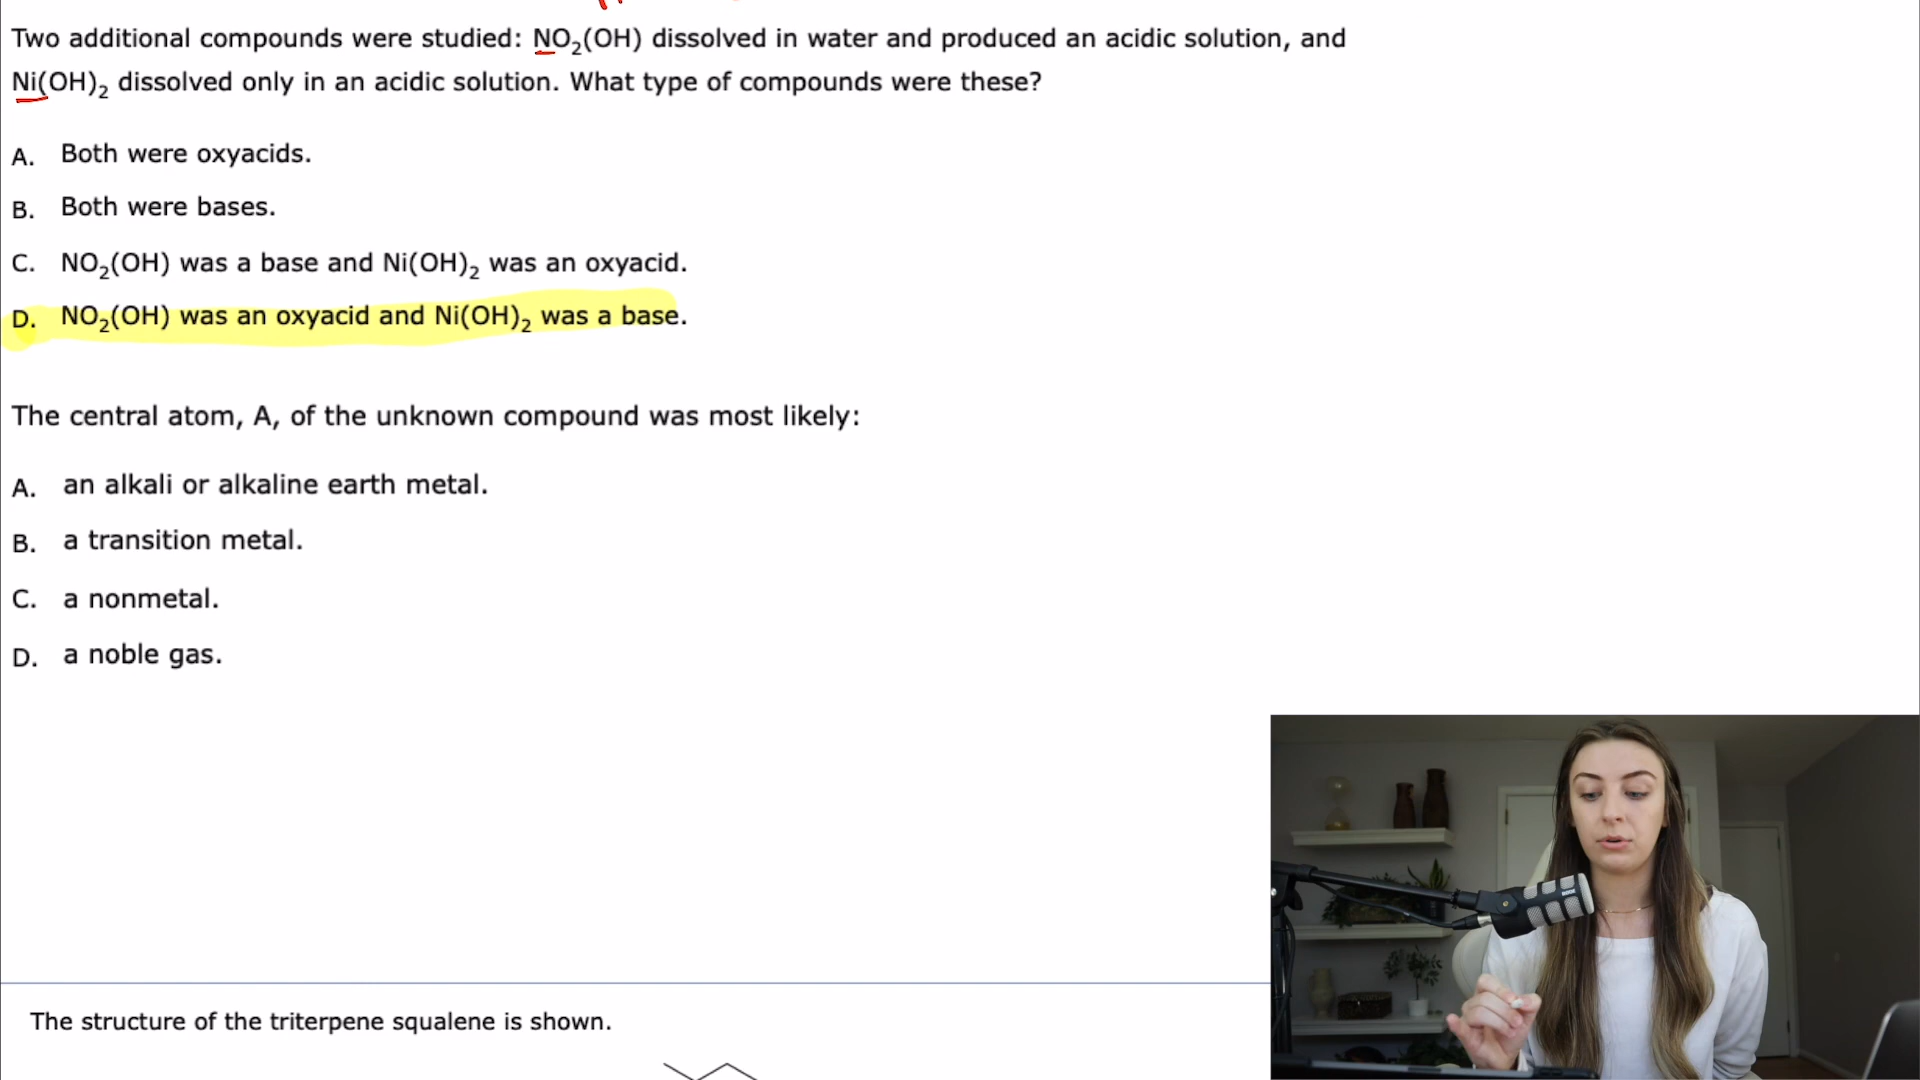 Two additional compounds were studied: NO₂(OH) dissolved in water and produced an acidic solution, and
Ni(OH)₂ dissolved only in an acidic solution. What type of compounds were these?
A. Both were oxyacids.
B. Both were bases.
C. NO₂(OH) was a base and Ni(OH)₂ was an oxyacid.
D. NO₂(OH) was an oxyacid and Ni(OH)₂ was a base.
The central atom, A, of the unknown compound was most likely:
A. an alkali or alkaline earth metal.
B. a transition metal.
C. a nonmetal.
D. a noble gas.
The structure of the triterpene squalene is shown.